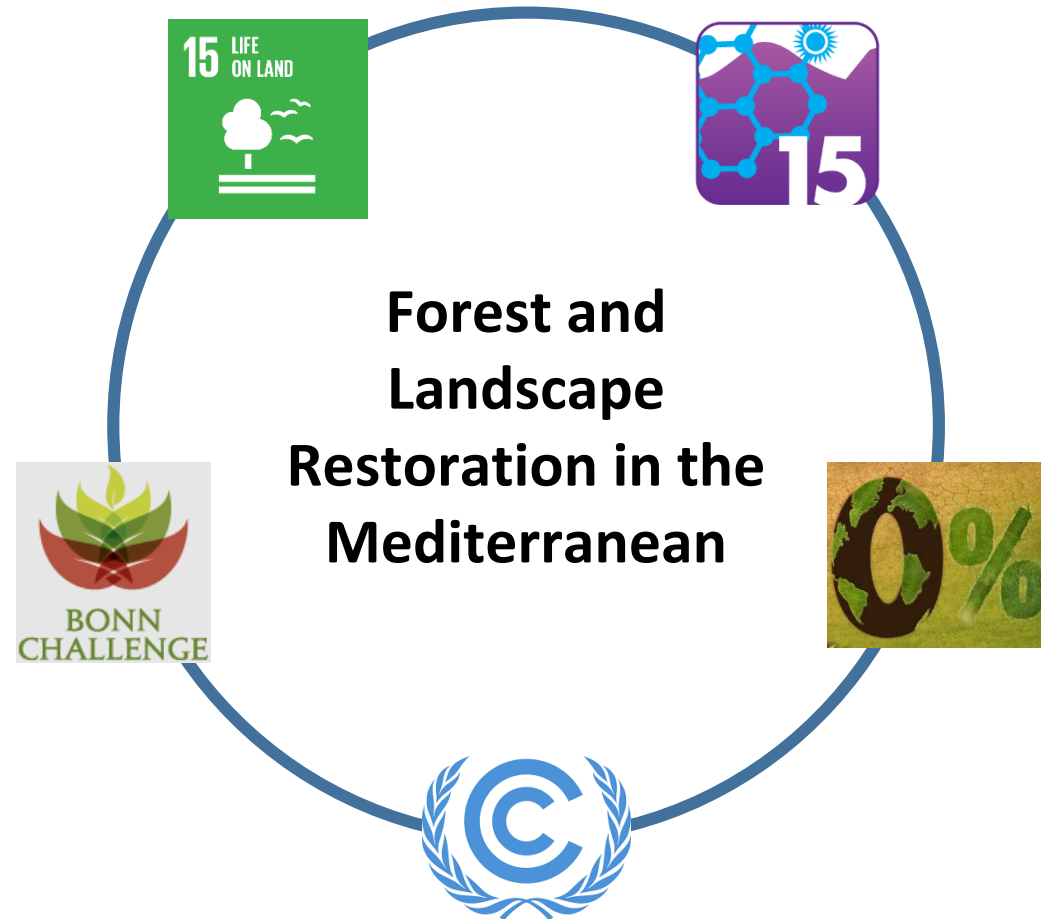 15 LIFE
ON LAND
15
Forest and
Landscape
Restoration in the
Mediterranean
BONN
CHALLENGE
0%